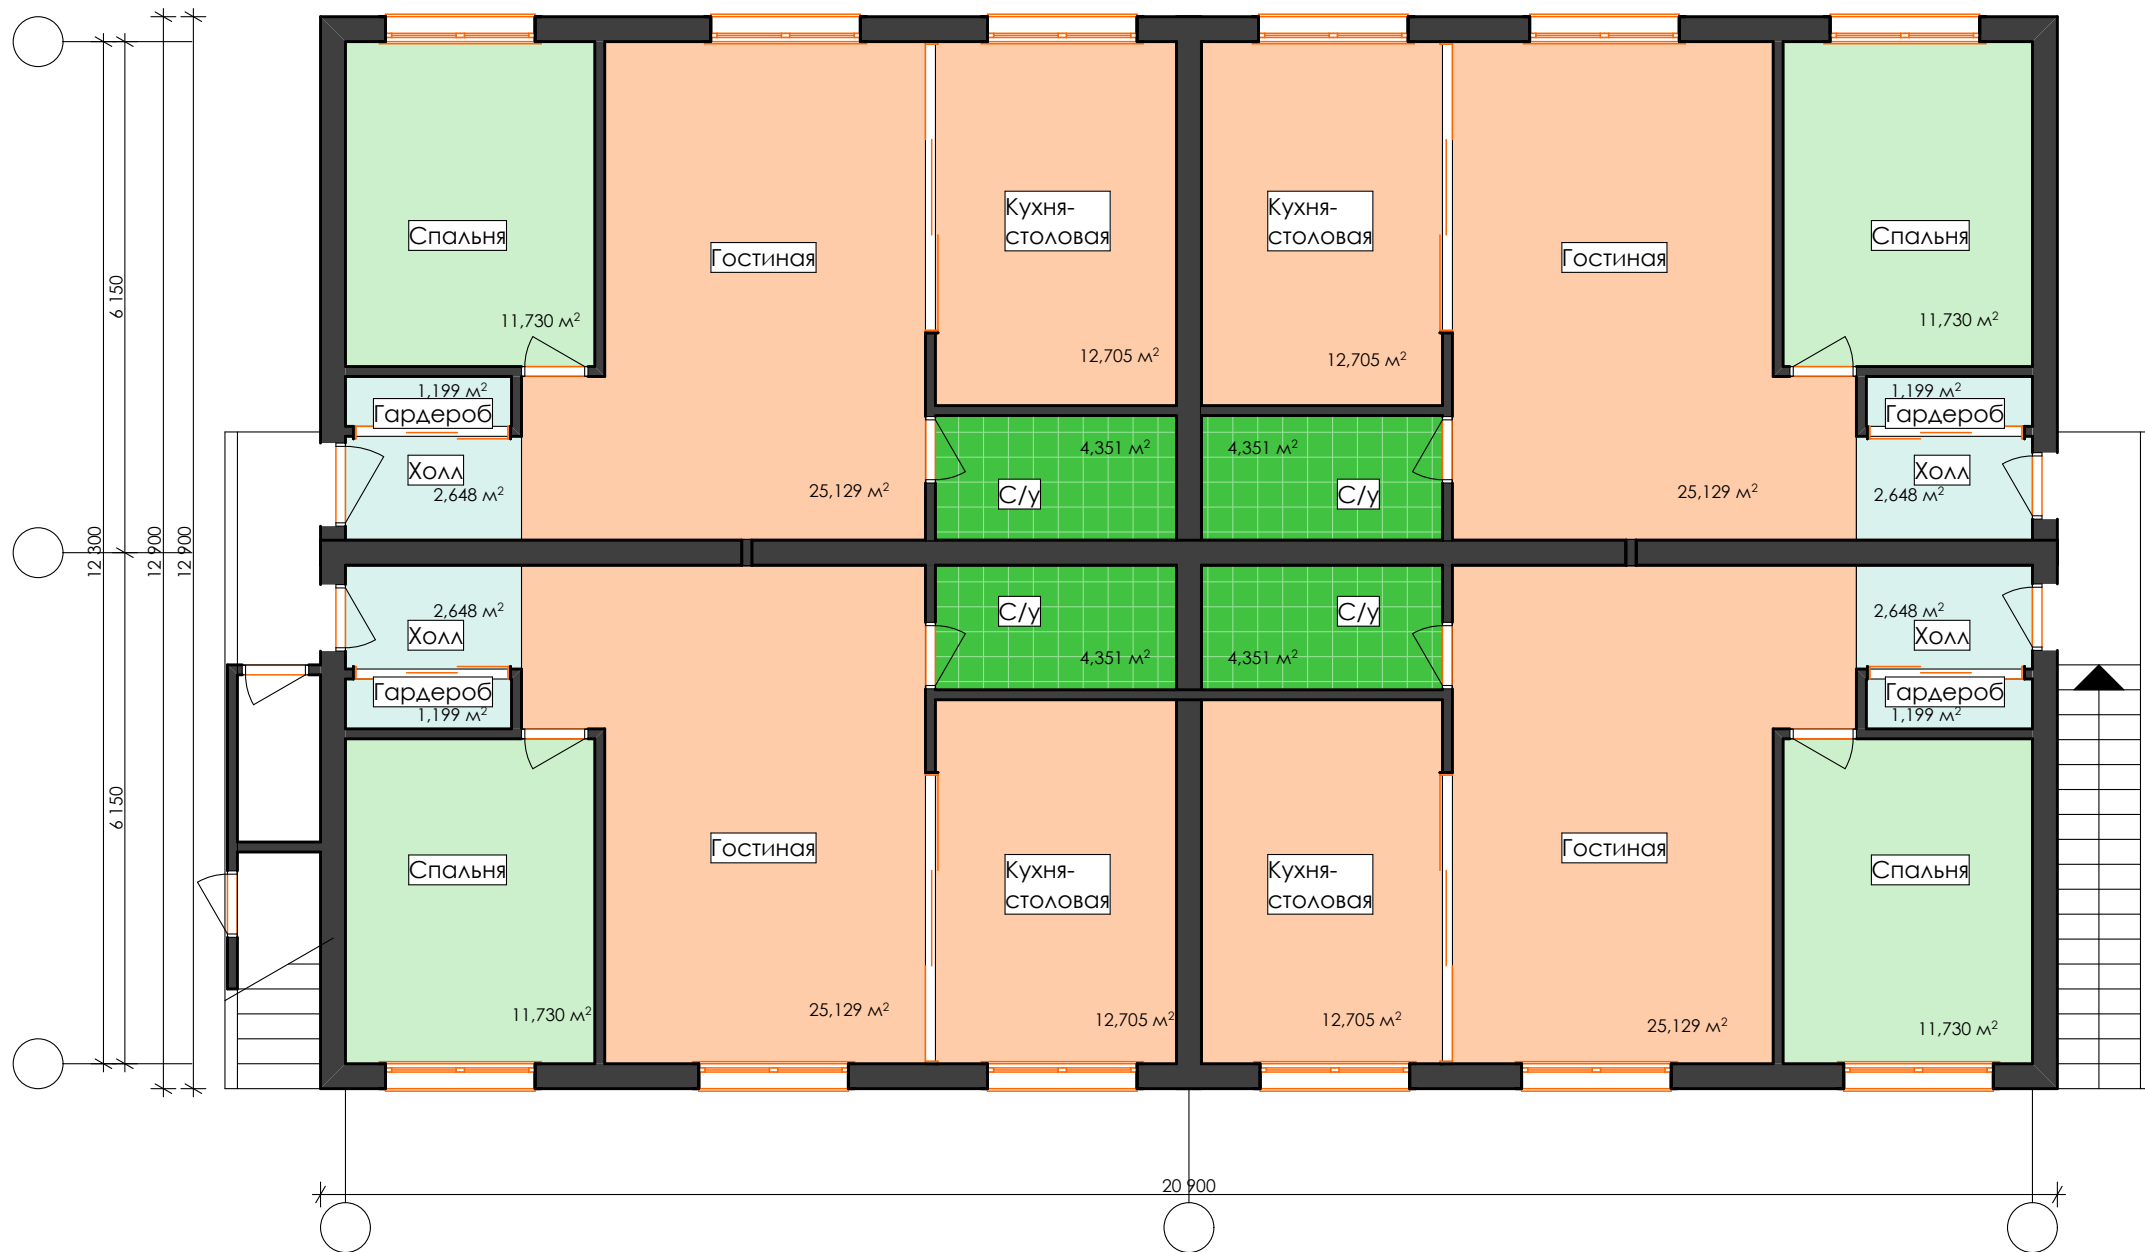 Кухня-
столовая
Кухня-
столовая
Спальня
Гостиная
Гостиная
Спальня
6 150
11,730 м²
12,705 м²
12,705 м²
11,730 м²
1,199 м²
Гардероб
1,199 м²
Гардероб
4,351 м²
4,351 м²
Холл
2,648 м²
25,129 м²
С/у
С/у
25,129 м²
2,648 м²
Холл
12 300
12 900
12 900
2,648 м²
Холл
С/у
С/у
2,648 м²
Холл
4,351 м²
4,351 м²
Гардероб
1,199 м²
Гардероб
1,199 м²
6 150
Спальня
Гостиная
Кухня-
столовая
Кухня-
столовая
Гостиная
Спальня
11,730 м²
25,129 м²
12,705 м²
12,705 м²
25,129 м²
11,730 м²
20 900